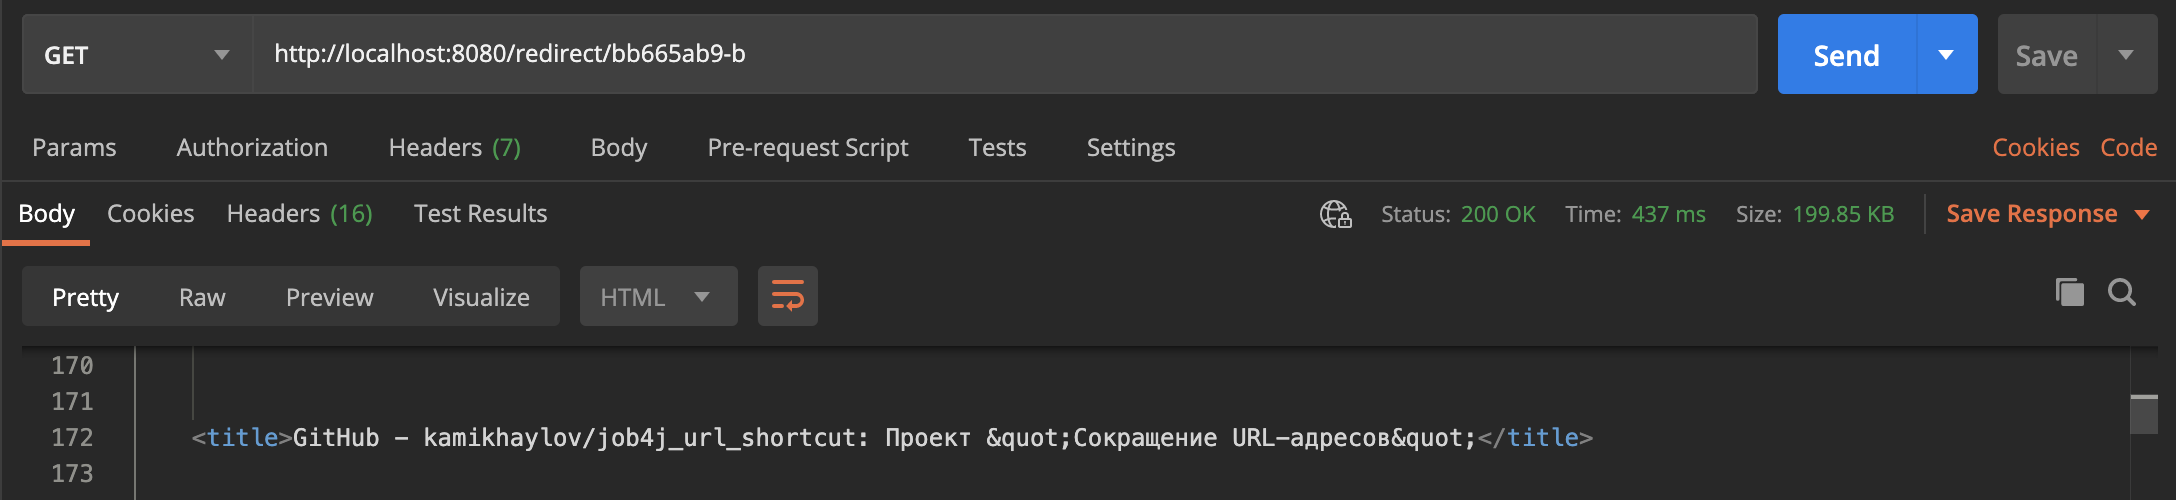 GET http://localhost:8080/redirect/bb665ab9-b Send Save
Params Authorization Headers (7) Body Pre-request Script Tests Settings Cookies Code
Body Cookies Headers (16) Test Results Status: 200 OK Time: 437 ms Size: 199.85 KB Save Response
Pretty Raw Preview Visualize HTML
170
171
172 <title>GitHub - kamikhaylov/job4j_url_shortcut: Проект &quot;Сокращение URL-адресов&quot;</title>
173